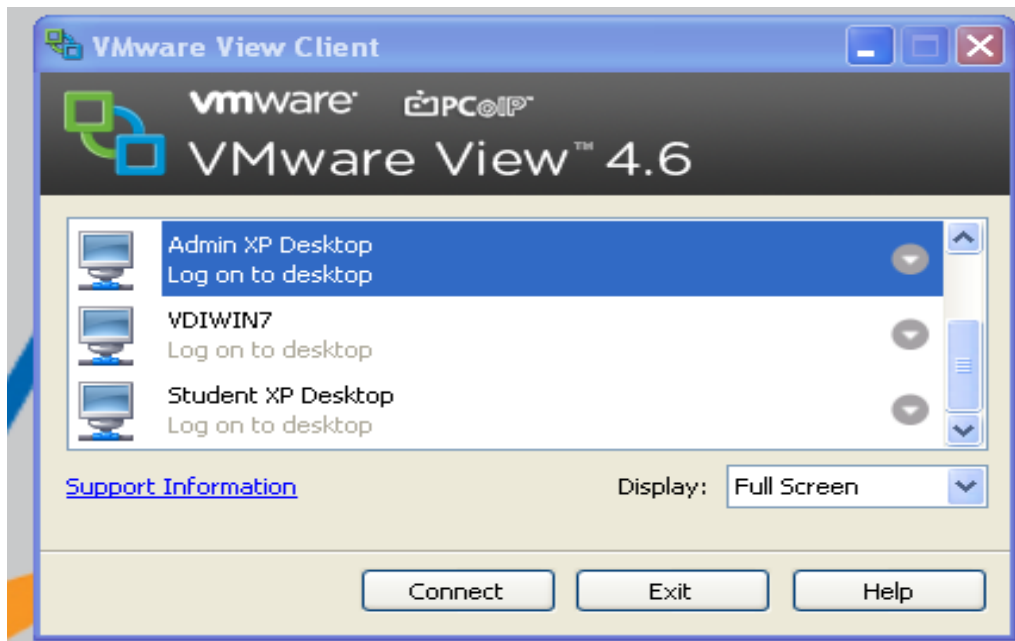 VMware View Client
vmware PCoIP
VMware View™ 4.6
Admin XP Desktop
Log on to desktop
VDIWIN7
Log on to desktop
Student XP Desktop
Log on to desktop
Support Information Display: Full Screen
Connect Exit Help